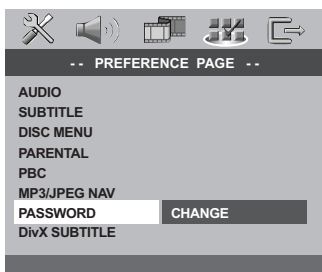 -- PREFERENCE PAGE --
AUDIO
SUBTITLE
DISC MENU
PARENTAL
PBC
MP3/JPEG NAV
PASSWORD CHANGE
DivX SUBTITLE